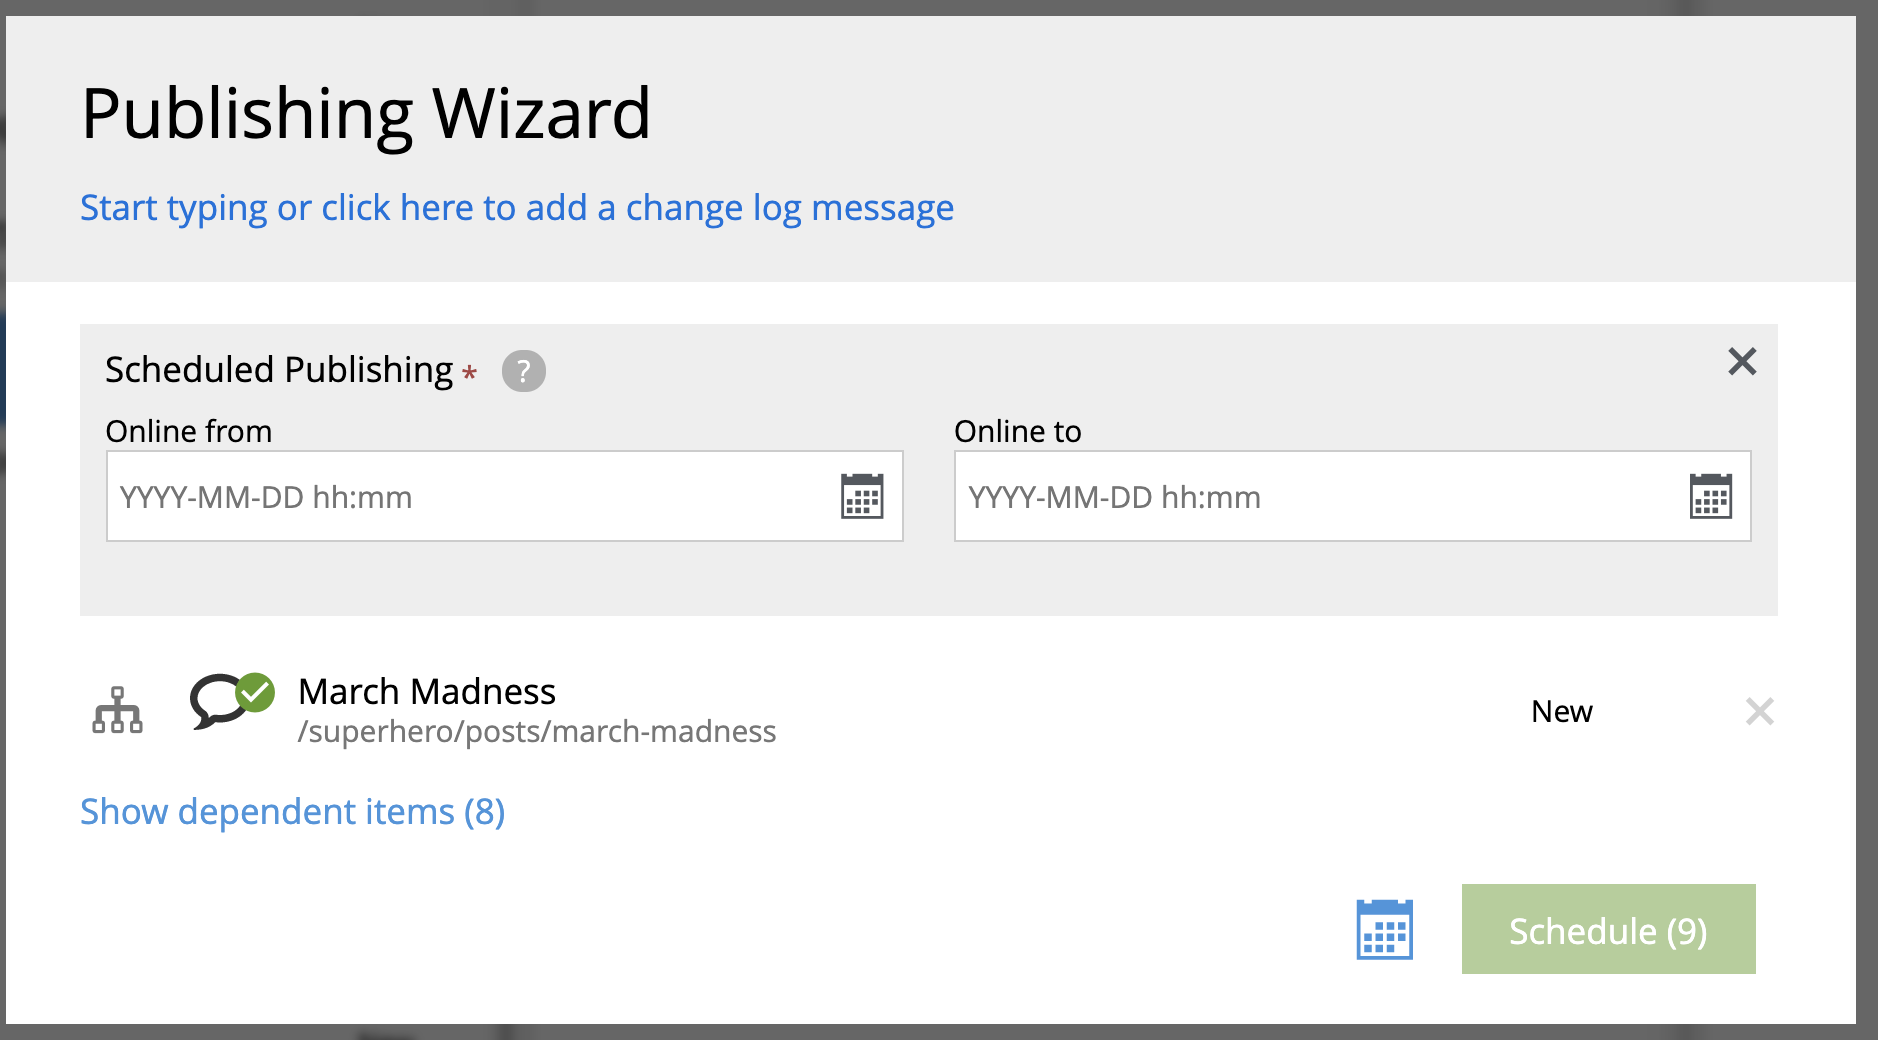 Publishing Wizard
Start typing or click here to add a change log message
Scheduled Publishing * ?
Online from
Online to
YYYY-MM-DD hh:mm
YYYY-MM-DD hh:mm
March Madness
/superhero/posts/march-madness
New
Show dependent items (8)
Schedule (9)